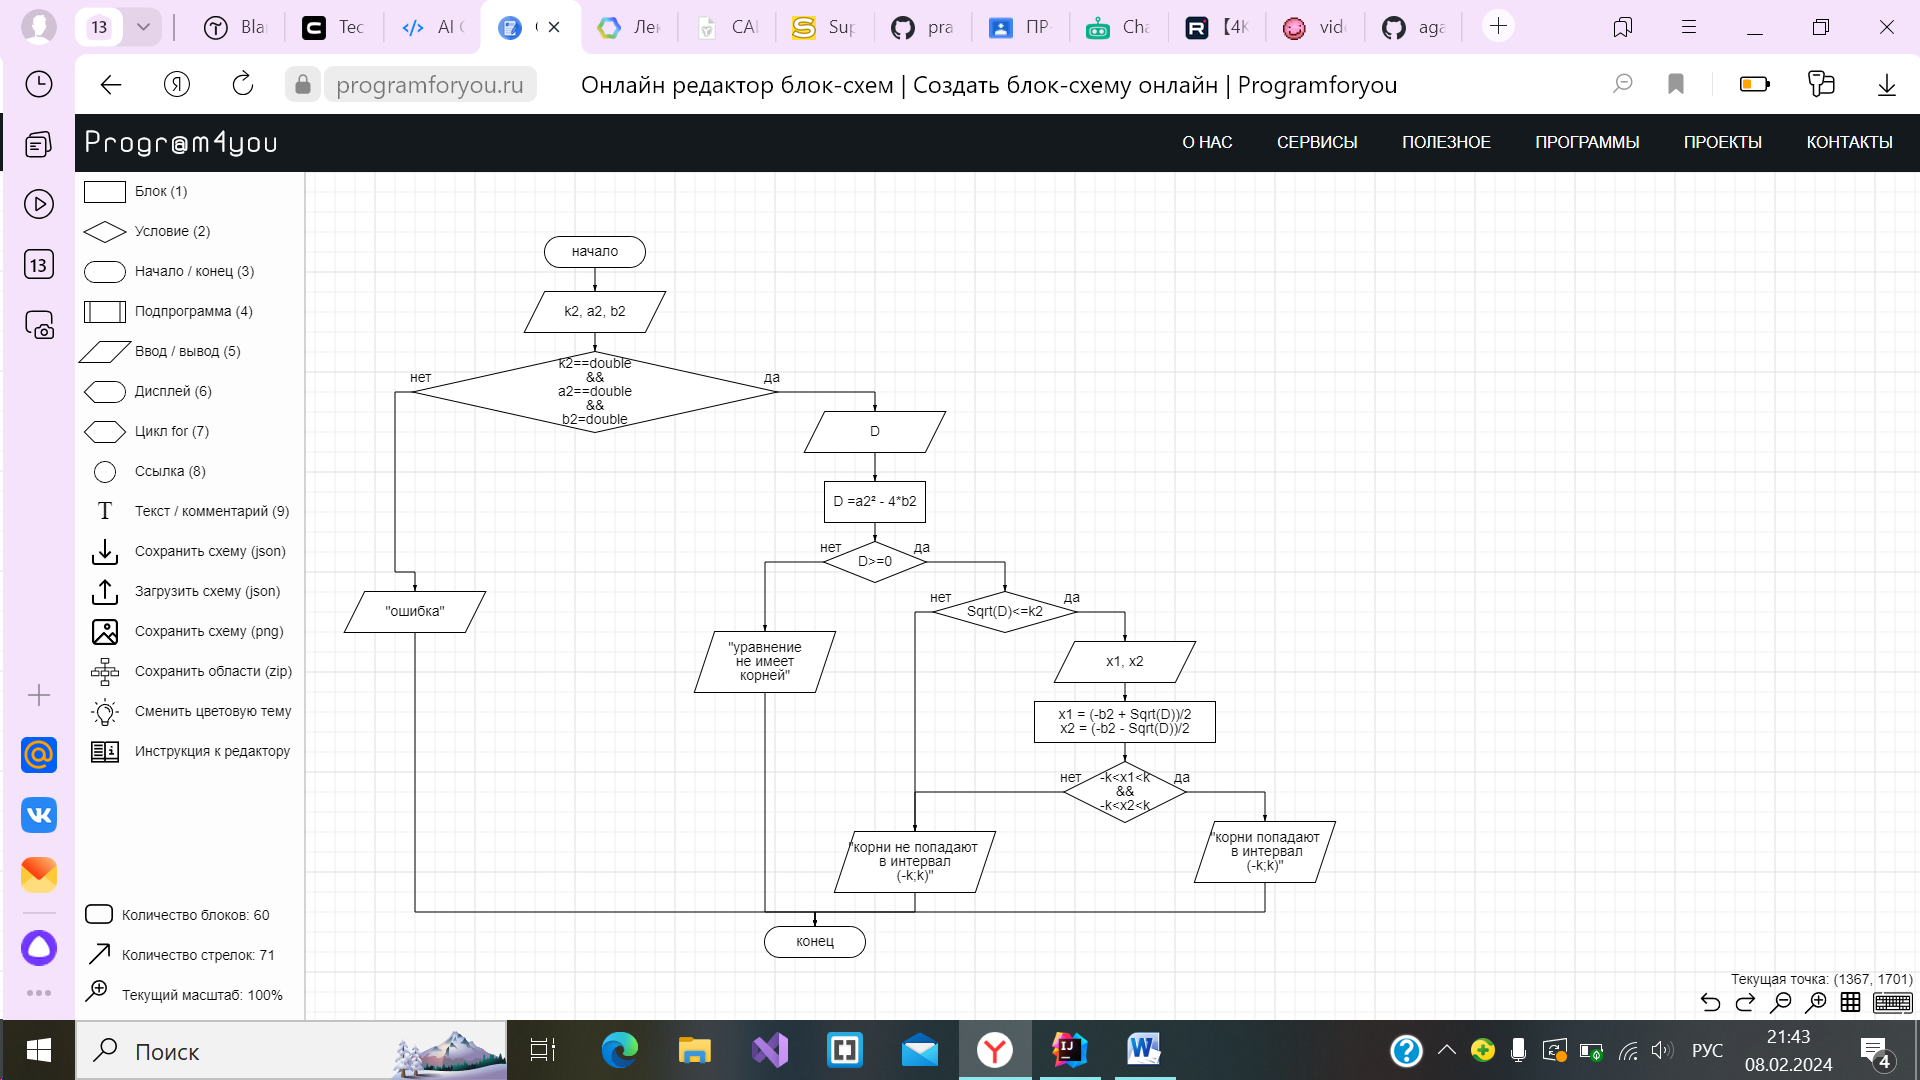 13
Bla
Tec
AI C
C
Лек
CAI
Sup
pra
ПР-
Cha
【4K
vide
aga
programforyou.ru
Онлайн редактор блок-схем | Создать блок-схему онлайн | Programforyou
Я
13
Progr@m4you
О НАС
СЕРВИСЫ
ПОЛЕЗНОЕ
ПРОГРАММЫ
ПРОЕКТЫ
КОНТАКТЫ
Блок (1)
Условие (2)
Начало / конец (3)
Подпрограмма (4)
Ввод / вывод (5)
Дисплей (6)
Цикл for (7)
Ссылка (8)
Текст / комментарий (9)
Сохранить схему (json)
Загрузить схему (json)
Сохранить схему (png)
Сохранить области (zip)
Сменить цветовую тему
Инструкция к редактору
Количество блоков: 60
Количество стрелок: 71
Текущий масштаб: 100%
начало
k2, a2, b2
нет
k2==double
&&
a2==double
&&
b2=double
да
D
D =a2² - 4*b2
нет
D>=0
да
"ошибка"
нет
Sqrt(D)<=k2
да
"уравнение
не имеет
корней"
x1, x2
x1 = (-b2 + Sqrt(D))/2
x2 = (-b2 - Sqrt(D))/2
нет
-k<x1<k
&&
-k<x2<k
да
"корни не попадают
в интервал
(-k;k)"
"корни попадают
в интервал
(-k;k)"
конец
Текущая точка: (1367, 1701)
Поиск
РУС
21:43
08.02.2024
4